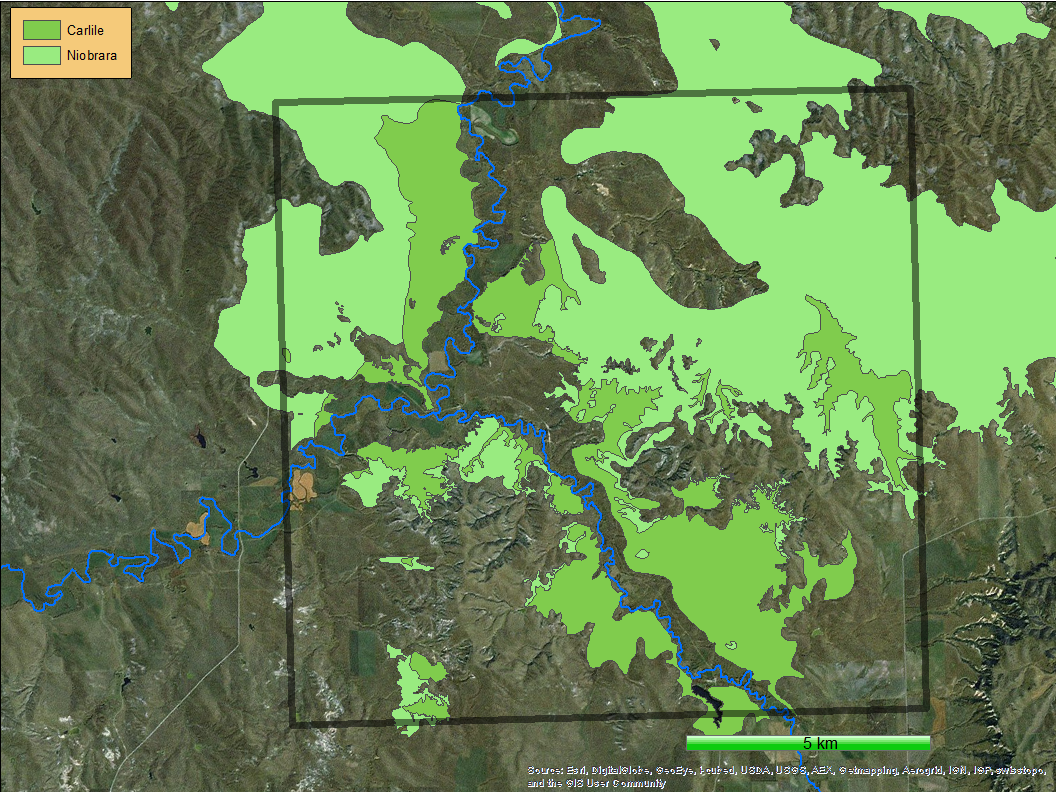 Carlile
Niobrara
5 km
Source: Esri, DigitalGlobe, GeoEye, i-cubed, USDA, USGS, AEX, Getmapping, Aerogrid, IGN, IGP, swisstopo,
and the GIS User Community